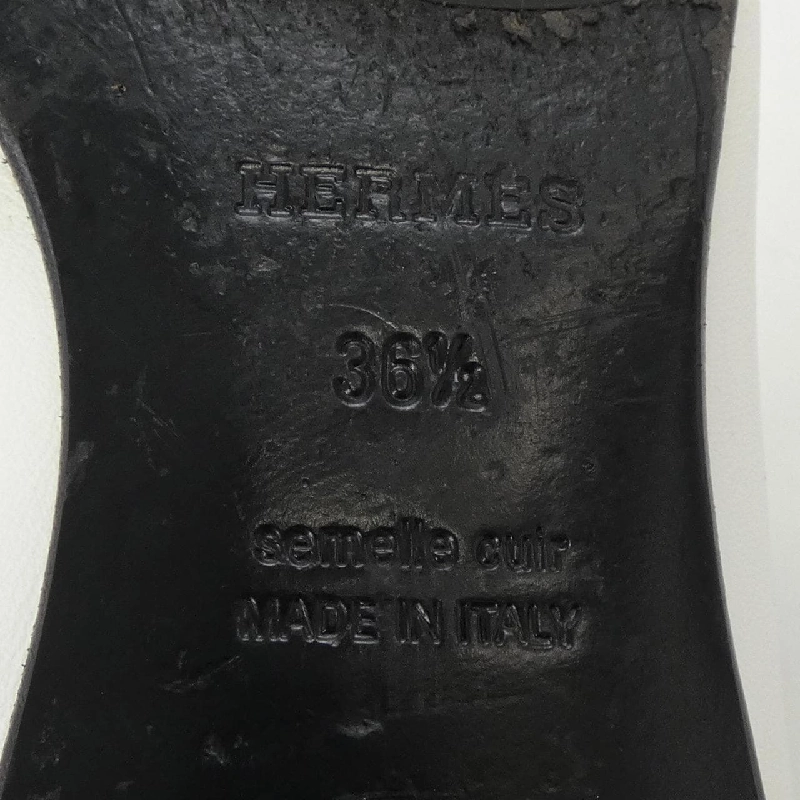 HERMES
36½
semelle cuir
MADE IN ITALY